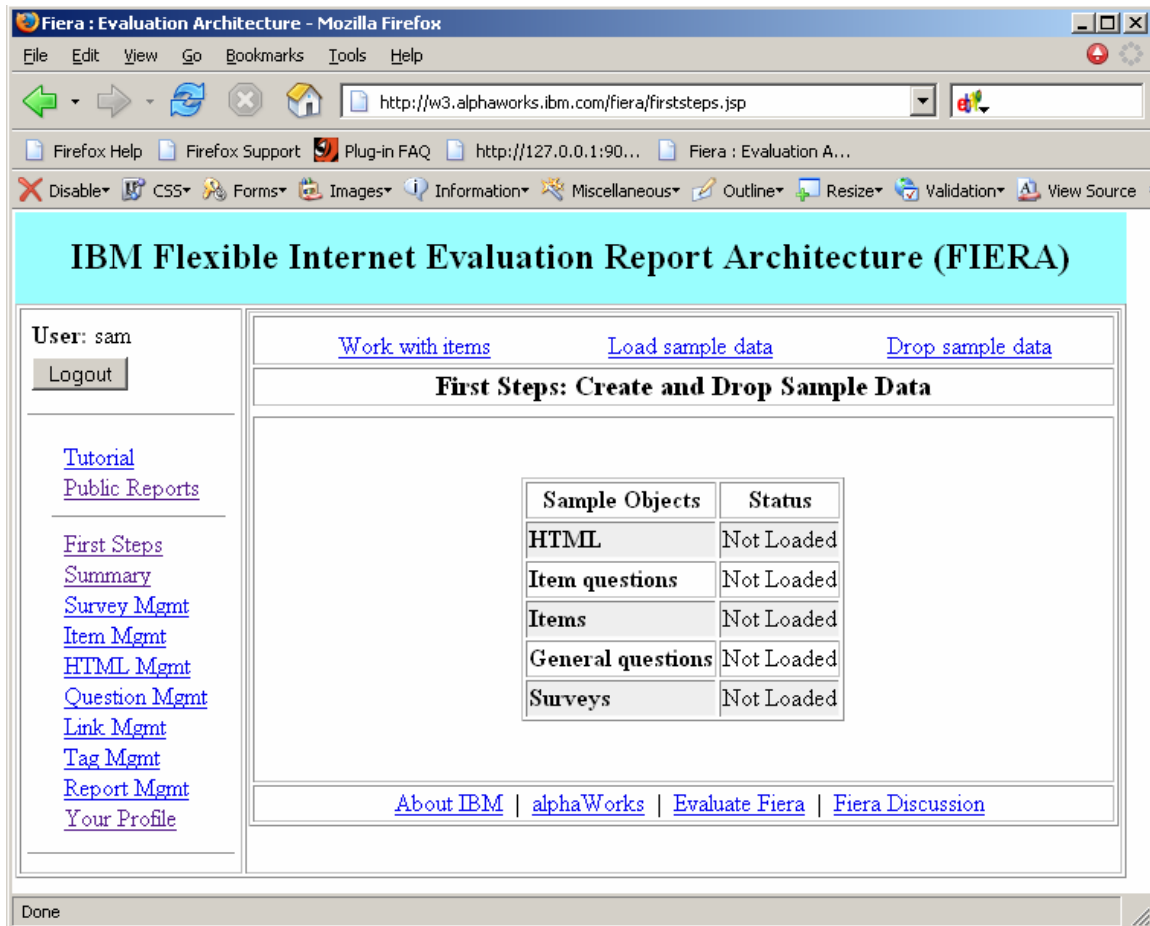 Fiera : Evaluation Architecture - Mozilla Firefox
File Edit View Go Bookmarks Tools Help
http://w3.alphaworks.ibm.com/fiera/firststeps.jsp
Firefox Help Firefox Support Plug-in FAQ http://127.0.0.1:90... Fiera : Evaluation A...
Disable CSS Forms Images Information Miscellaneous Outline Resize Validation View Source
IBM Flexible Internet Evaluation Report Architecture (FIERA)
User: sam
Logout
Tutorial
Public Reports
First Steps
Summary
Survey Mgmt
Item Mgmt
HTML Mgmt
Question Mgmt
Link Mgmt
Tag Mgmt
Report Mgmt
Your Profile
Work with items Load sample data Drop sample data
First Steps: Create and Drop Sample Data
Sample Objects Status
HTML Not Loaded
Item questions Not Loaded
Items Not Loaded
General questions Not Loaded
Surveys Not Loaded
About IBM | alphaWorks | Evaluate Fiera | Fiera Discussion
Done